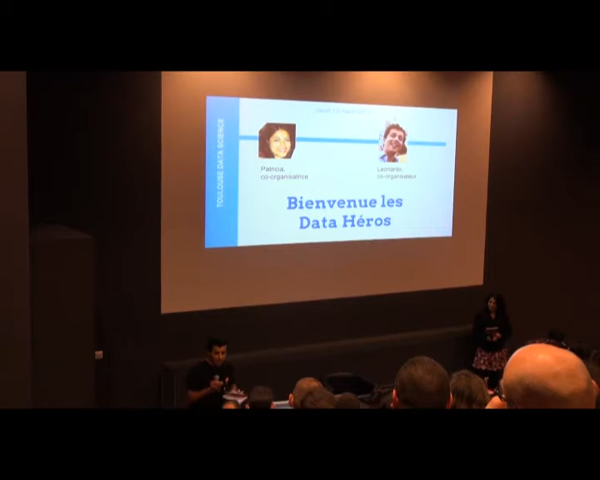 TOULOUSE DATA SCIENCE
Patricia,
co-organisatrice
Leonardo,
co-organisateur
Bienvenue les
Data Héros